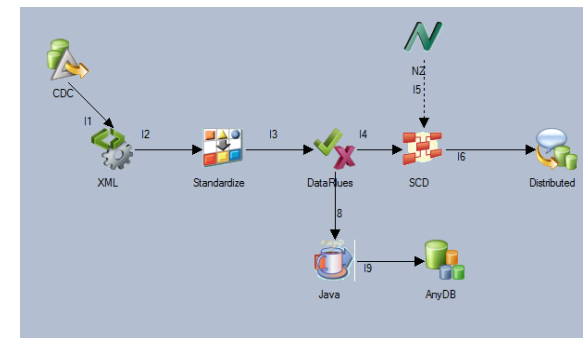 NZ
CDC
I5
I1
I2
I3
I4
I6
XML
Standardize
DataRlues
SCD
Distributed
8
I9
Java
AnyDB